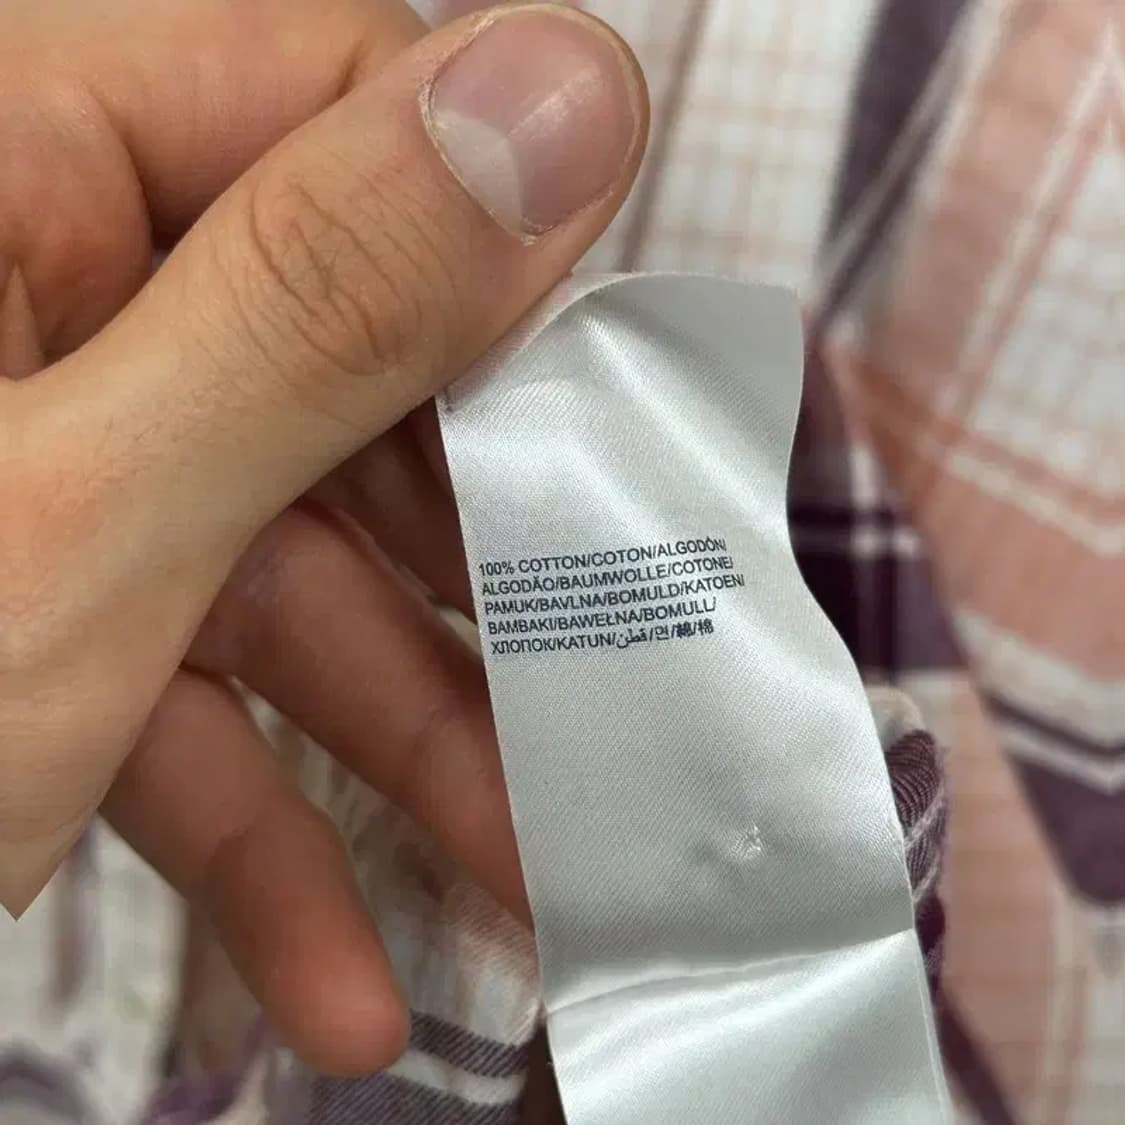 100% COTTON/COTON/ALGODÓN/
ALGODÃO/BAUMWOLLE/COTONE/
PAMUK/BAVLNA/BOMULD/KATOEN/
BAMBAKI/BAWEŁNA/BOMULL/
ХЛОПОК/KATUN/قطن/면/綿/棉